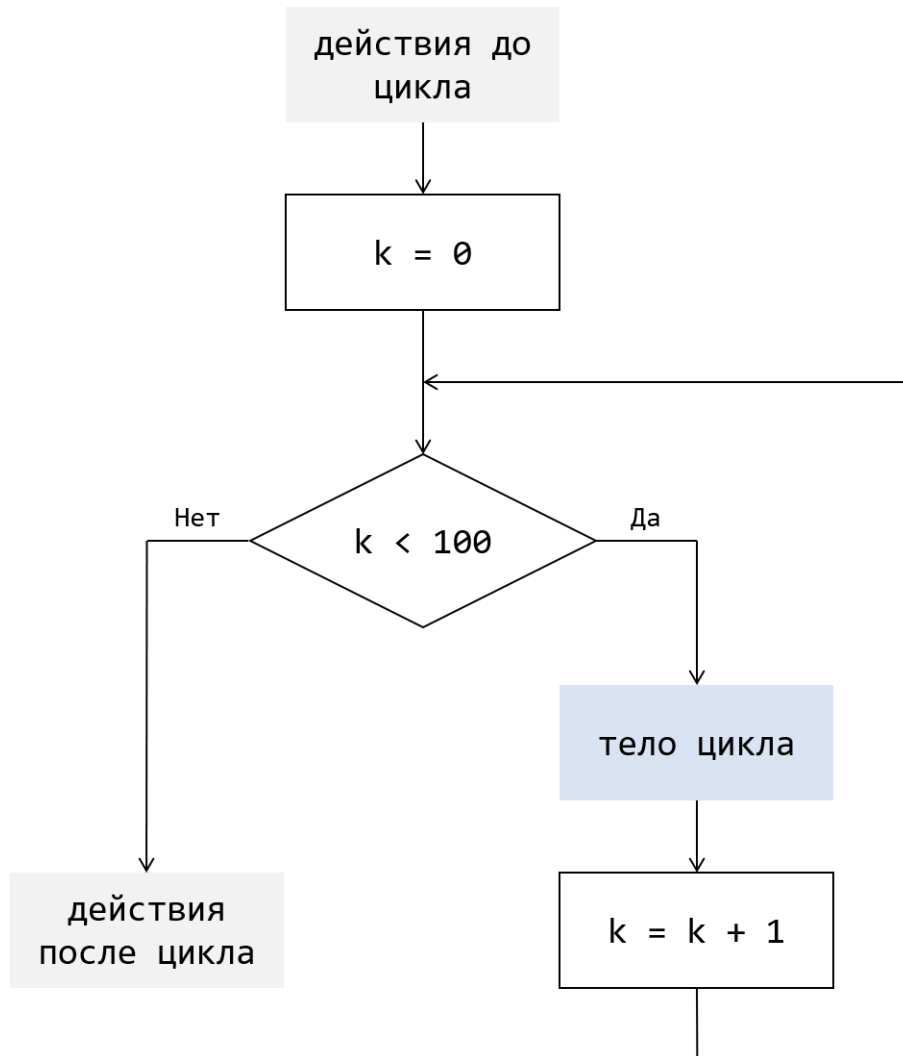 действия до
цикла
k = 0
Нет
k < 100
Да
тело цикла
действия
после цикла
k = k + 1